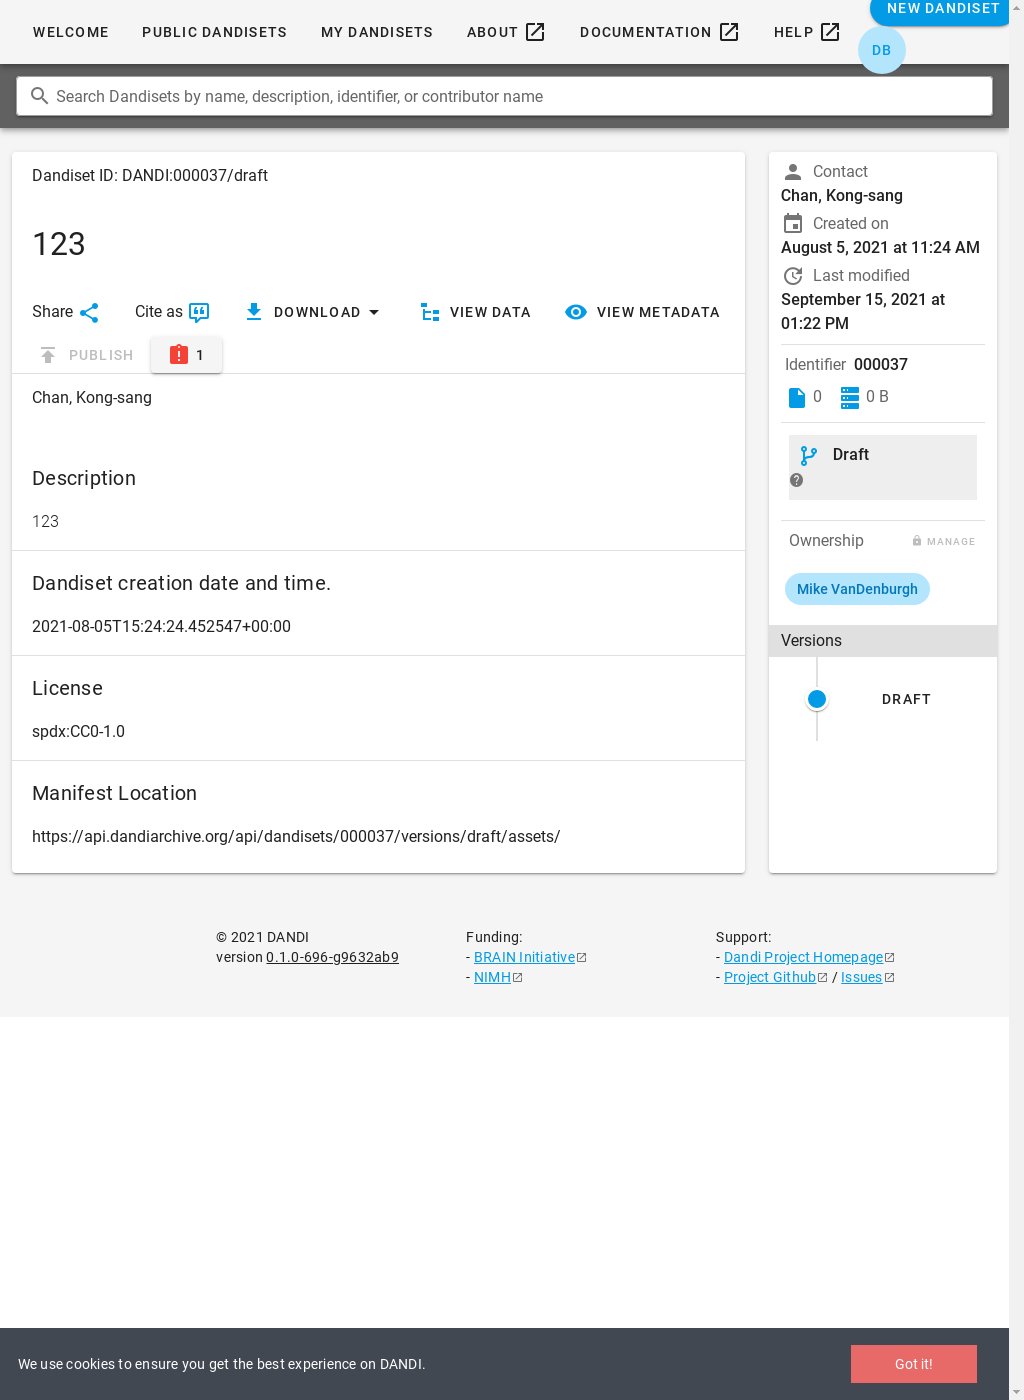 WELCOME
PUBLIC DANDISETS
MY DANDISETS
ABOUT
DOCUMENTATION
HELP
NEW DANDISET
DB
Search Dandisets by name, description, identifier, or contributor name
Dandiset ID: DANDI:000037/draft
123
Share
Cite as
DOWNLOAD
VIEW DATA
VIEW METADATA
PUBLISH
1
Chan, Kong-sang
Description
123
Dandiset creation date and time.
2021-08-05T15:24:24.452547+00:00
License
spdx:CC0-1.0
Manifest Location
https://api.dandiarchive.org/api/dandisets/000037/versions/draft/assets/
Contact
Chan, Kong-sang
Created on
August 5, 2021 at 11:24 AM
Last modified
September 15, 2021 at
01:22 PM
Identifier 000037
0
0 B
Draft
Ownership
MANAGE
Mike VanDenburgh
Versions
DRAFT
© 2021 DANDI
version 0.1.0-696-g9632ab9
Funding:
- BRAIN Initiative
- NIMH
Support:
- Dandi Project Homepage
- Project Github / Issues
We use cookies to ensure you get the best experience on DANDI.
Got it!